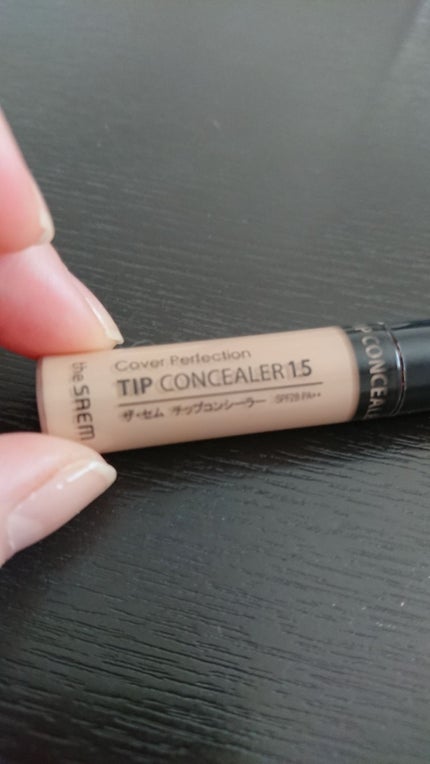 Cover Perfection
TIP CONCEALER 1.5
ザ・セム チップコンシーラー SPF28 PA++
the SAEM
P CONCEALE